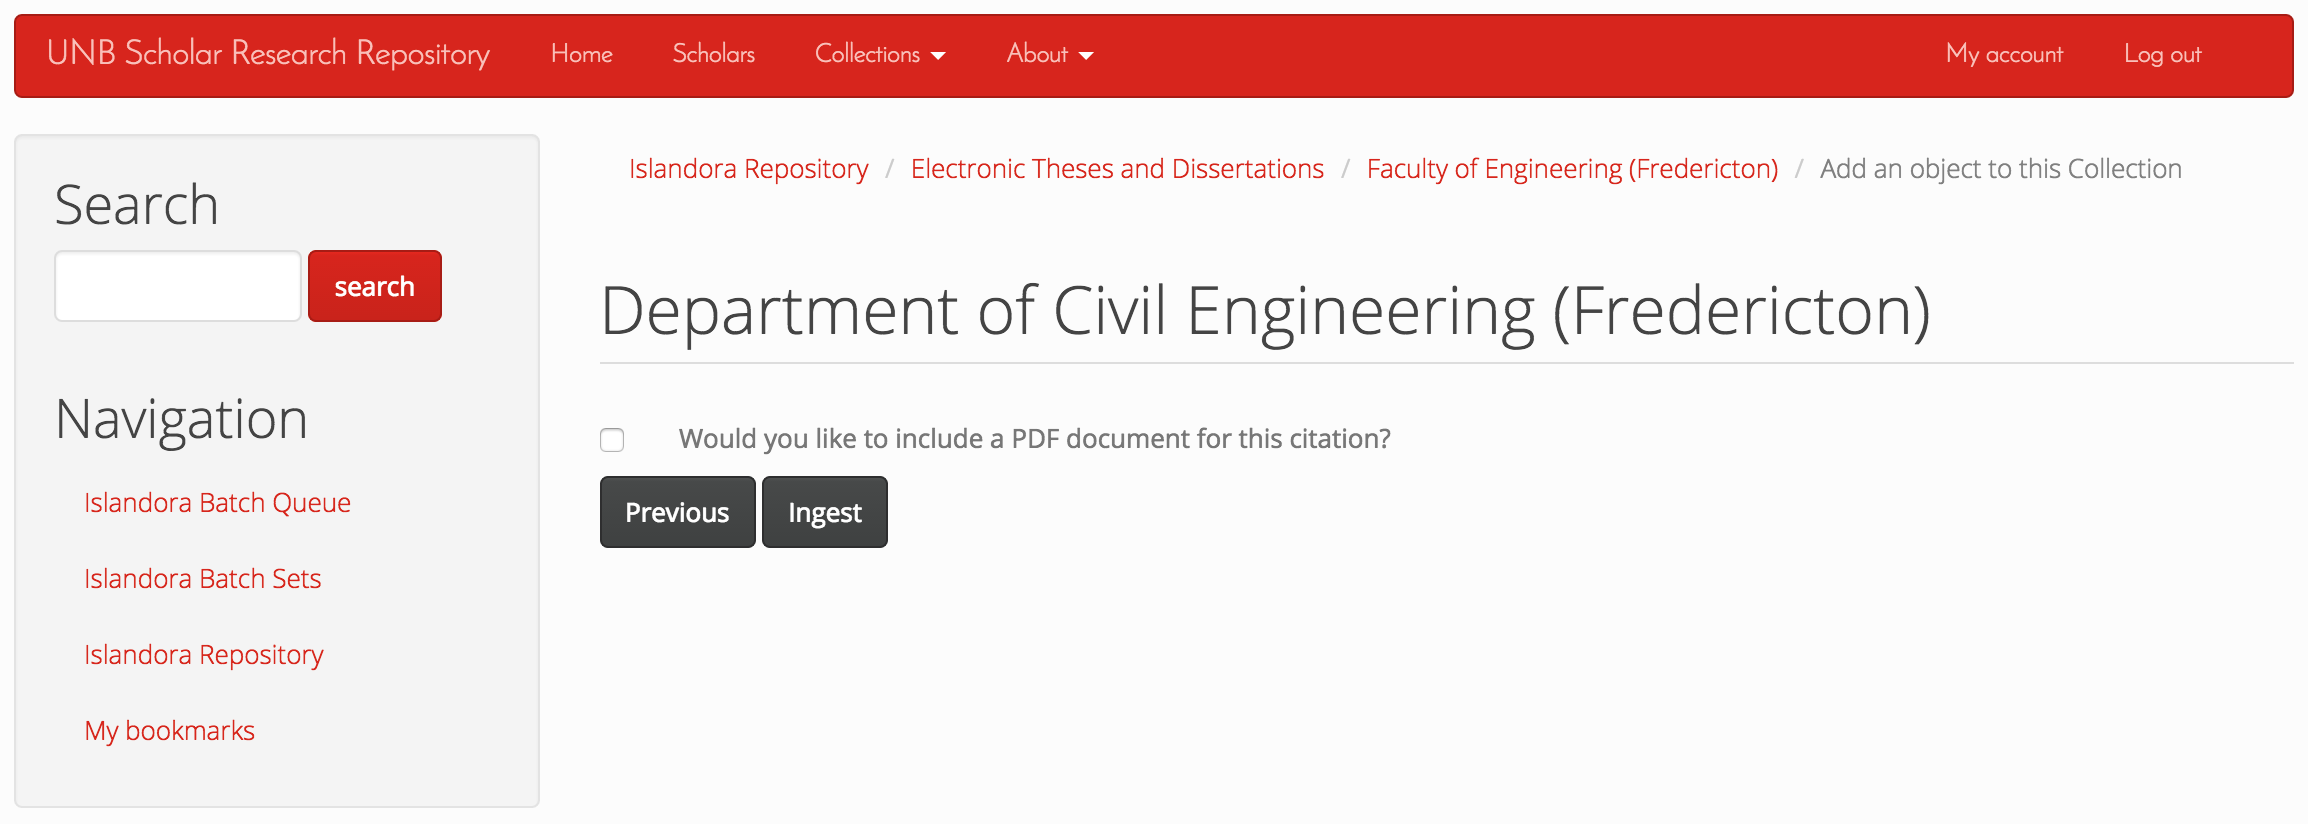 UNB Scholar Research Repository Home Scholars Collections About My account Log out
Islandora Repository / Electronic Theses and Dissertations / Faculty of Engineering (Fredericton) / Add an object to this Collection
Search
search
Navigation
Islandora Batch Queue
Islandora Batch Sets
Islandora Repository
My bookmarks
Department of Civil Engineering (Fredericton)
Would you like to include a PDF document for this citation?
Previous Ingest